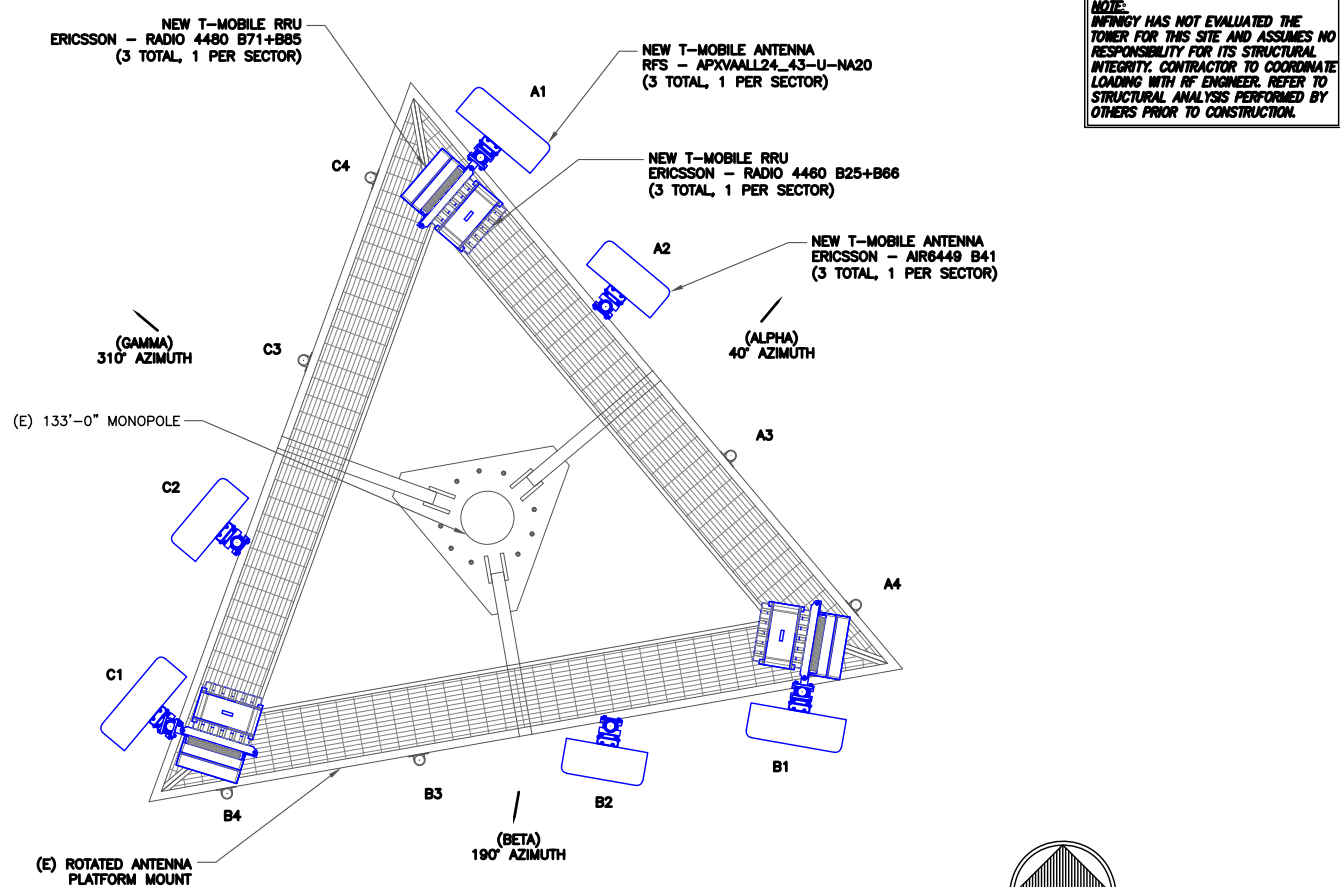 NEW T-MOBILE RRU
ERICSSON - RADIO 4480 B71+B85
(3 TOTAL, 1 PER SECTOR)
NEW T-MOBILE ANTENNA
RFS - APXVAALL24_43-U-NA20
(3 TOTAL, 1 PER SECTOR)
NOTE:
INFINIGY HAS NOT EVALUATED THE
TOWER FOR THIS SITE AND ASSUMES NO
RESPONSIBILITY FOR ITS STRUCTURAL
INTEGRITY. CONTRACTOR TO COORDINATE
LOADING WITH RF ENGINEER. REFER TO
STRUCTURAL ANALYSIS PERFORMED BY
OTHERS PRIOR TO CONSTRUCTION.
A1
C4
NEW T-MOBILE RRU
ERICSSON - RADIO 4460 B25+B66
(3 TOTAL, 1 PER SECTOR)
A2
NEW T-MOBILE ANTENNA
ERICSSON - AIR6449 B41
(3 TOTAL, 1 PER SECTOR)
(GAMMA)
310° AZIMUTH
C3
(ALPHA)
40° AZIMUTH
(E) 133'-0" MONOPOLE
A3
C2
A4
C1
B1
B2
B3
B4
(BETA)
190° AZIMUTH
(E) ROTATED ANTENNA
PLATFORM MOUNT